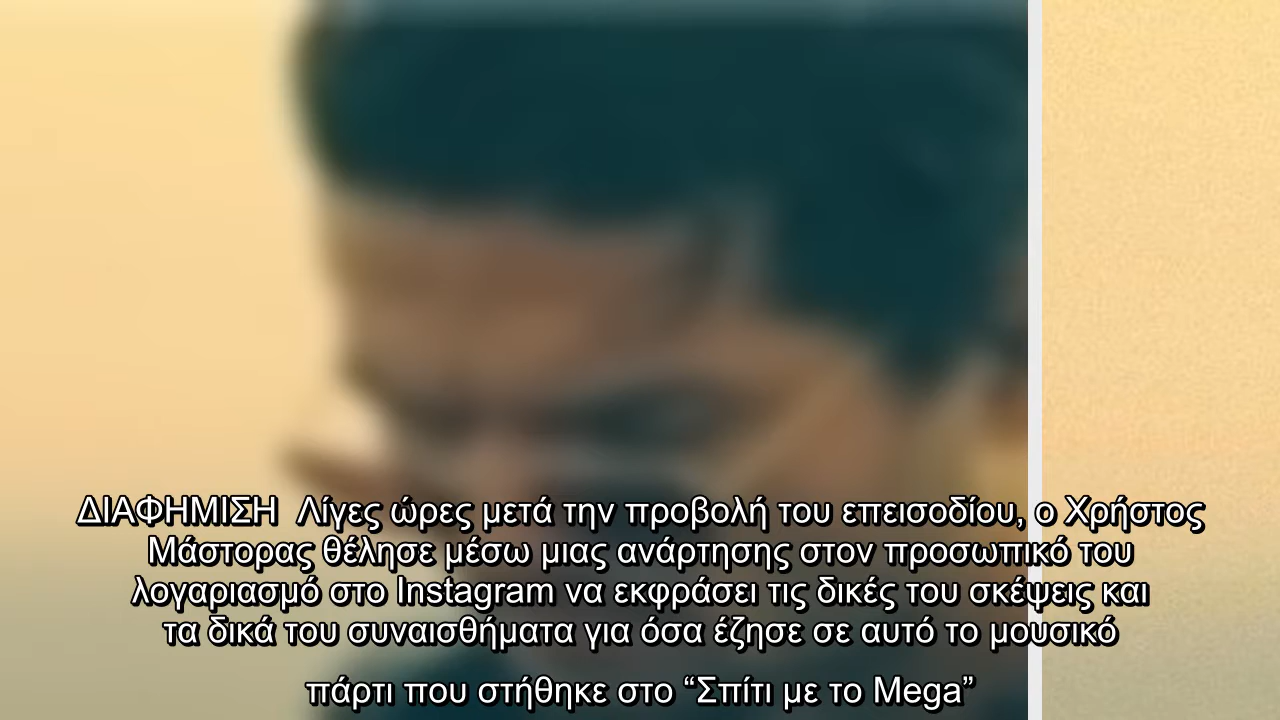 ΔΙΑΦΗΜΙΣΗ  Λίγες ώρες μετά την προβολή του επεισοδίου, ο Χρήστος
Μάστορας θέλησε μέσω μιας ανάρτησης στον προσωπικό του
λογαριασμό στο Instagram να εκφράσει τις δικές του σκέψεις και
τα δικά του συναισθήματα για όσα έζησε σε αυτό το μουσικό
πάρτι που στήθηκε στο “Σπίτι με το Mega”